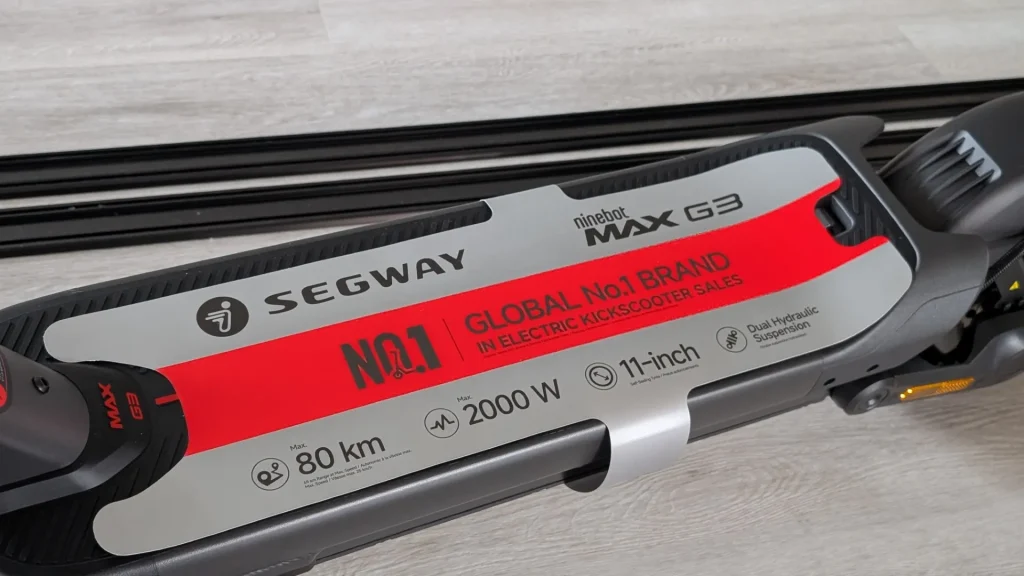 SEGWAY
ninebot
MAX G3
NO.1
GLOBAL No.1 BRAND
IN ELECTRIC KICKSCOOTER SALES
MAX
G3
Max.
80 km
Max.
2000 W
11-inch
Dual Hydraulic
Suspension